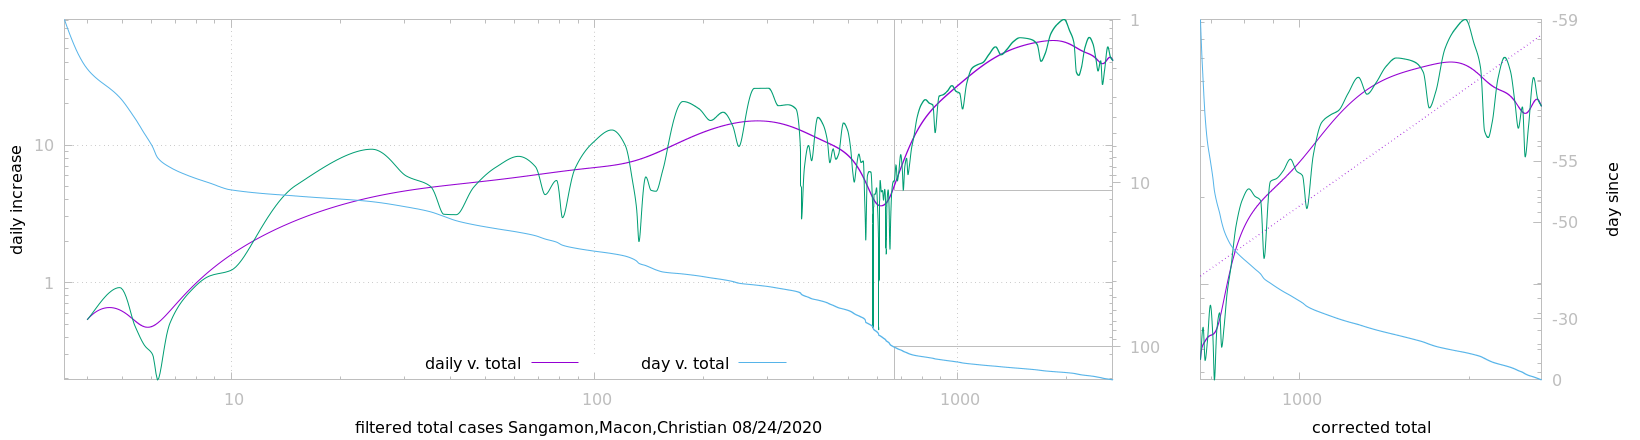 daily increase
10
1
1
10
100
daily v. total
day v. total
10
100
1000
filtered total cases Sangamon,Macon,Christian 08/24/2020
-59
-55
-50
-30
0
day since
1000
corrected total